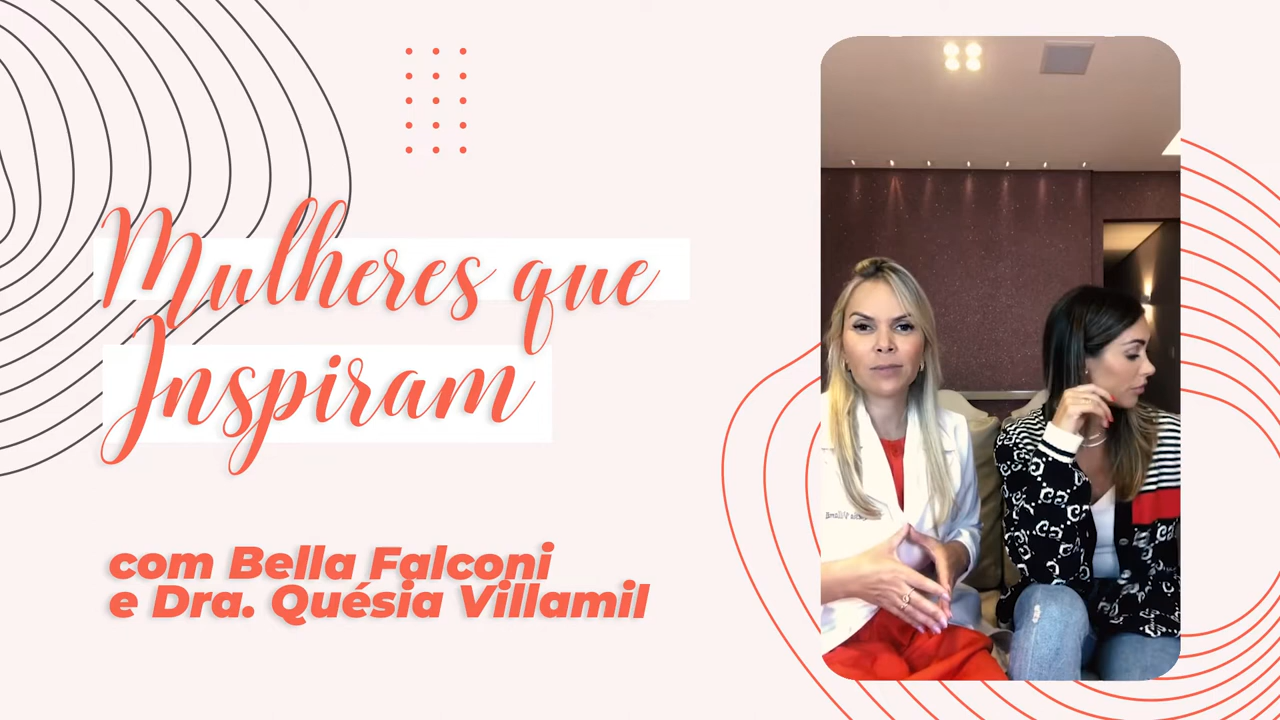 Mulheres que
Inspiram
com Bella Falconi
e Dra. Quésia Villamil